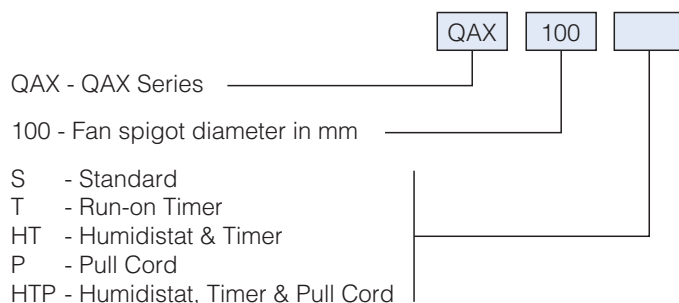 QAX 100
QAX - QAX Series
100 - Fan spigot diameter in mm
S - Standard
T - Run-on Timer
HT - Humidistat & Timer
P - Pull Cord
HTP - Humidistat, Timer & Pull Cord